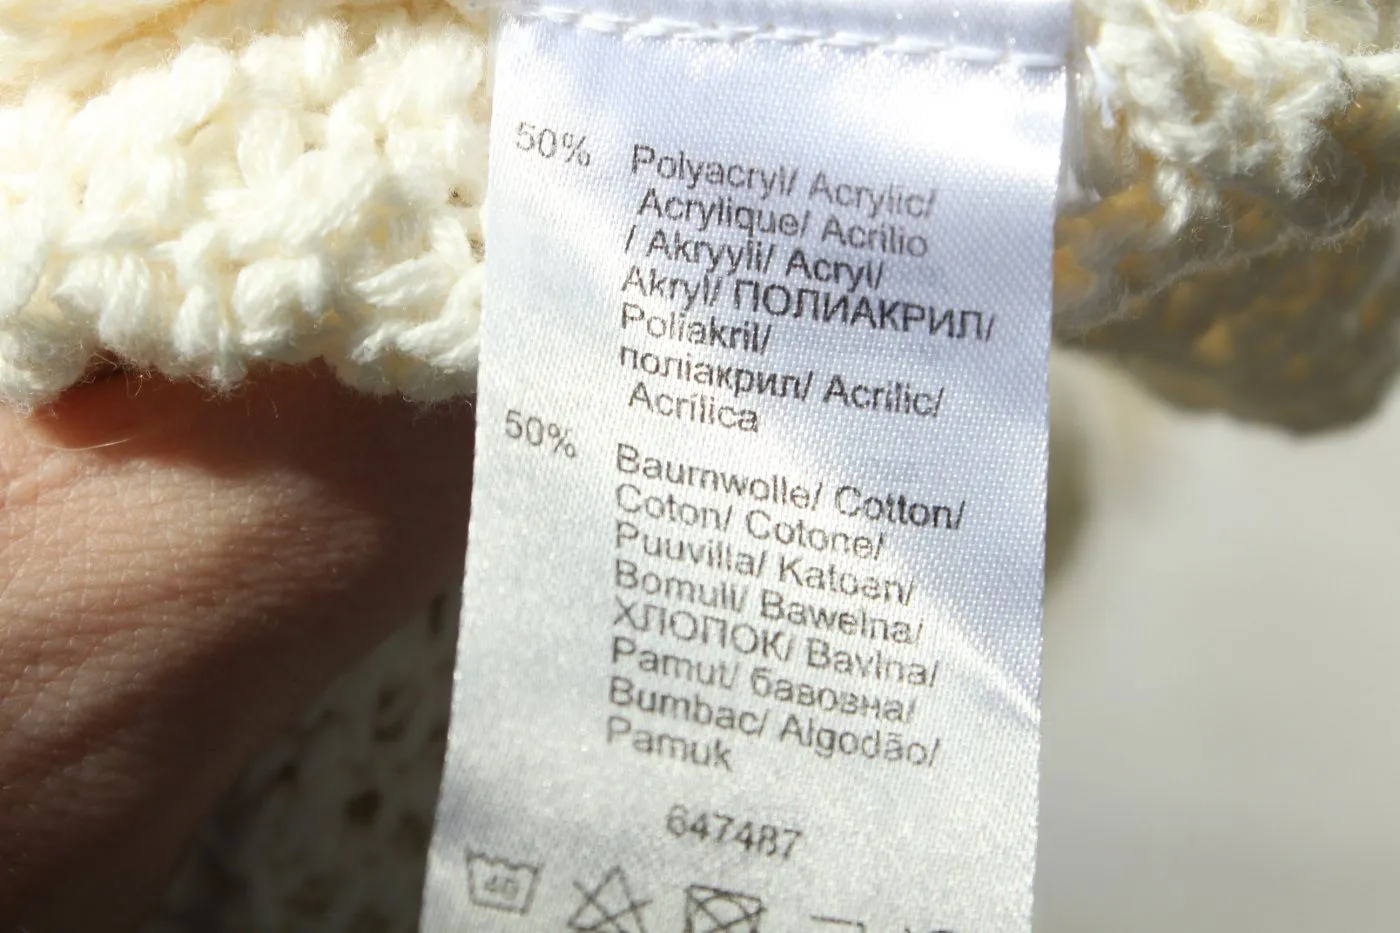 50% Polyacryl/ Acrylic/
Acrylique/ Acrilio
/ Akryyli/ Acryl/
Akryl/ ПОЛИАКРИЛ/
Poliakril/
поліакрил/ Acrilic/
Acrílica
50% Baumwolle/ Cotton/
Coton/ Cotone/
Puuvilla/ Katoen/
Bomull/ Bawełna/
ХЛОПОК/ Bavlna/
Pamut/ бавовна/
Bumbac/ Algodão/
Pamuk
647487
40